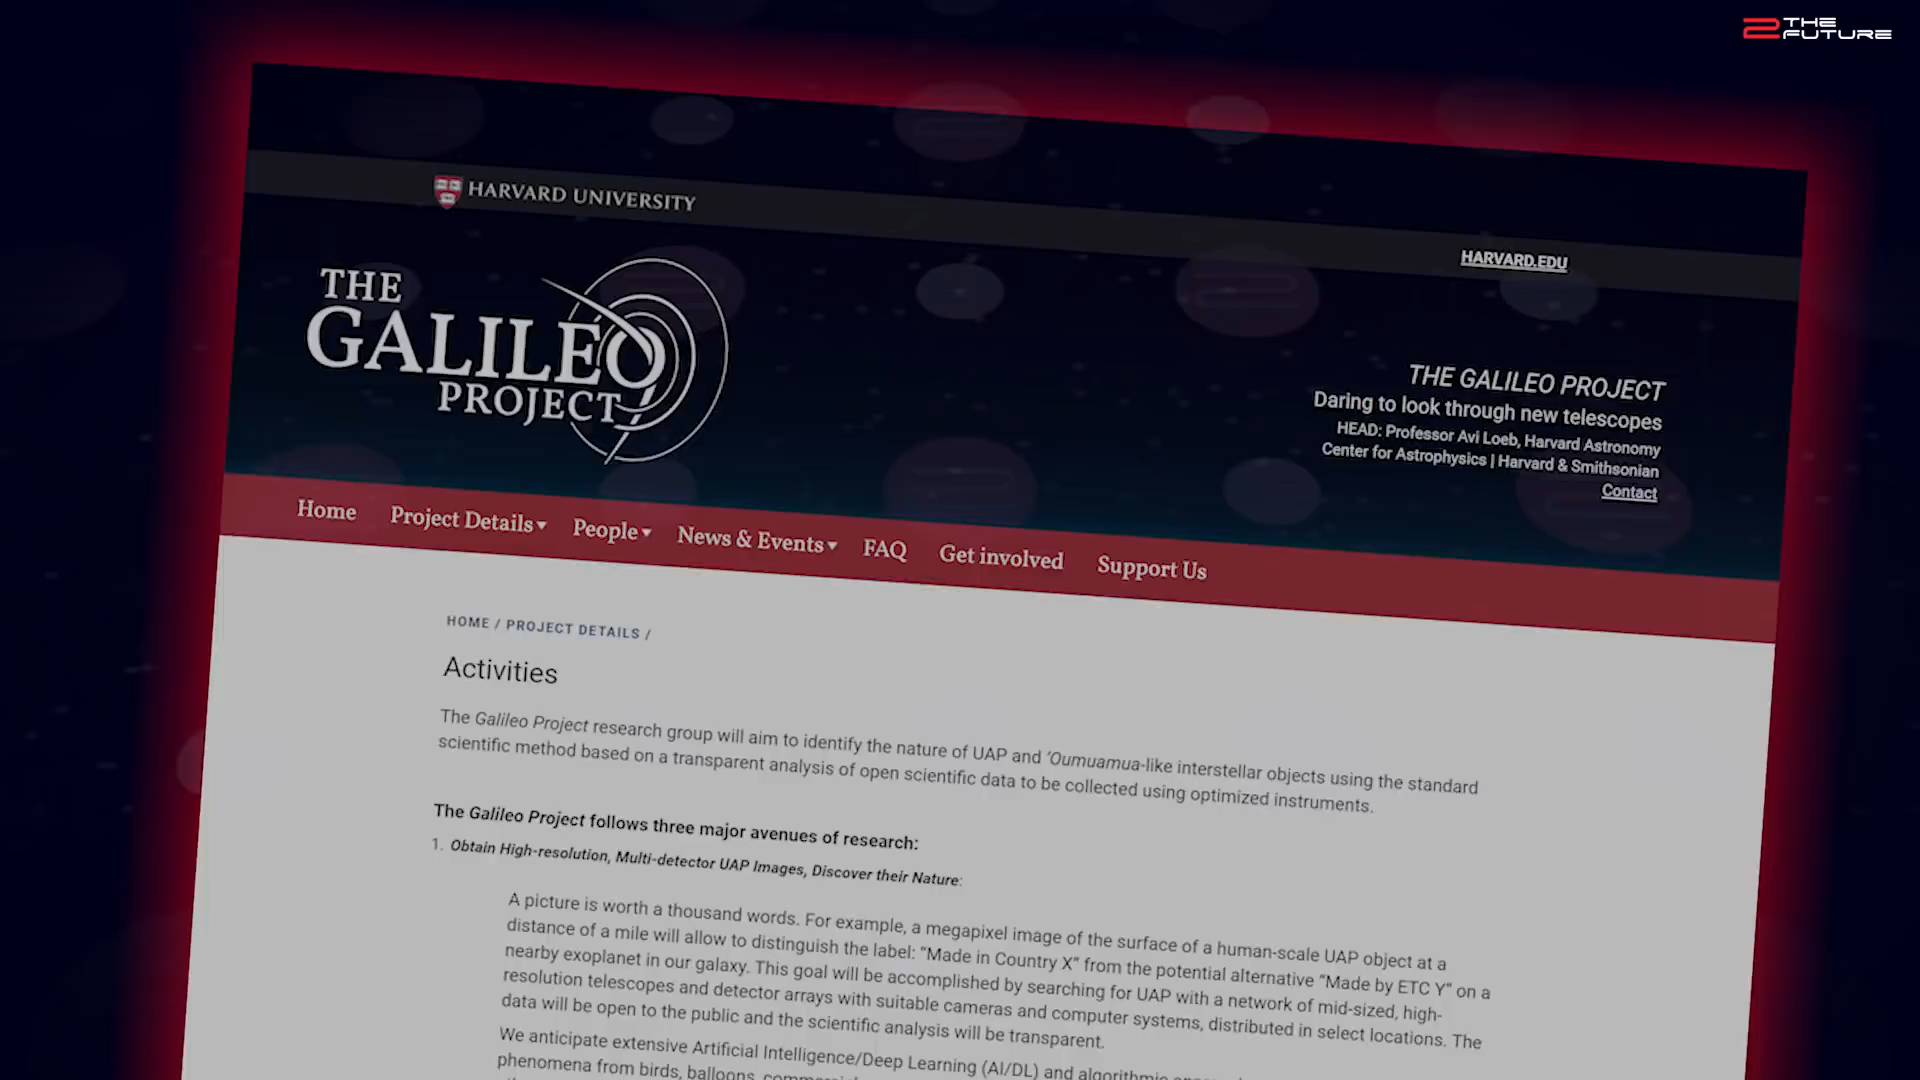 2 THE
FUTURE
HARVARD UNIVERSITY
HARVARD.EDU
THE
GALILEO
PROJECT
THE GALILEO PROJECT
Daring to look through new telescopes
HEAD: Professor Avi Loeb, Harvard Astronomy
Center for Astrophysics | Harvard & Smithsonian
Contact
Home Project Details▾ People▾ News & Events▾ FAQ Get involved Support Us
HOME / PROJECT DETAILS /
Activities
The Galileo Project research group will aim to identify the nature of UAP and ‘Oumuamua-like interstellar objects using the standard
scientific method based on a transparent analysis of open scientific data to be collected using optimized instruments.
The Galileo Project follows three major avenues of research:
1. Obtain High-resolution, Multi-detector UAP Images, Discover their Nature:
A picture is worth a thousand words. For example, a megapixel image of the surface of a human-scale UAP object at a
distance of a mile will allow to distinguish the label: “Made in Country X” from the potential alternative “Made by ETC Y” on a
nearby exoplanet in our galaxy. This goal will be accomplished by searching for UAP with a network of mid-sized, high-
resolution telescopes and detector arrays with suitable cameras and computer systems, distributed in select locations. The
data will be open to the public and the scientific analysis will be transparent.
We anticipate extensive Artificial Intelligence/Deep Learning (AI/DL) and algorithmic
phenomena from birds, balloons,